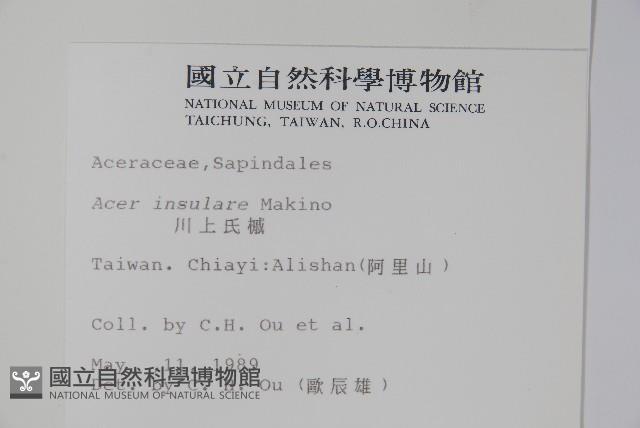 國立自然科學博物館
NATIONAL MUSEUM OF NATURAL SCIENCE
TAICHUNG, TAIWAN, R.O.CHINA
Aceraceae,Sapindales
Acer insulare Makino
川上氏槭
Taiwan. Chiayi:Alishan(阿里山)
Coll. by C.H. Ou et al.
May 11, 1989
Det. by C. H. Ou (歐辰雄)
國立自然科學博物館
NATIONAL MUSEUM OF NATURAL SCIENCE